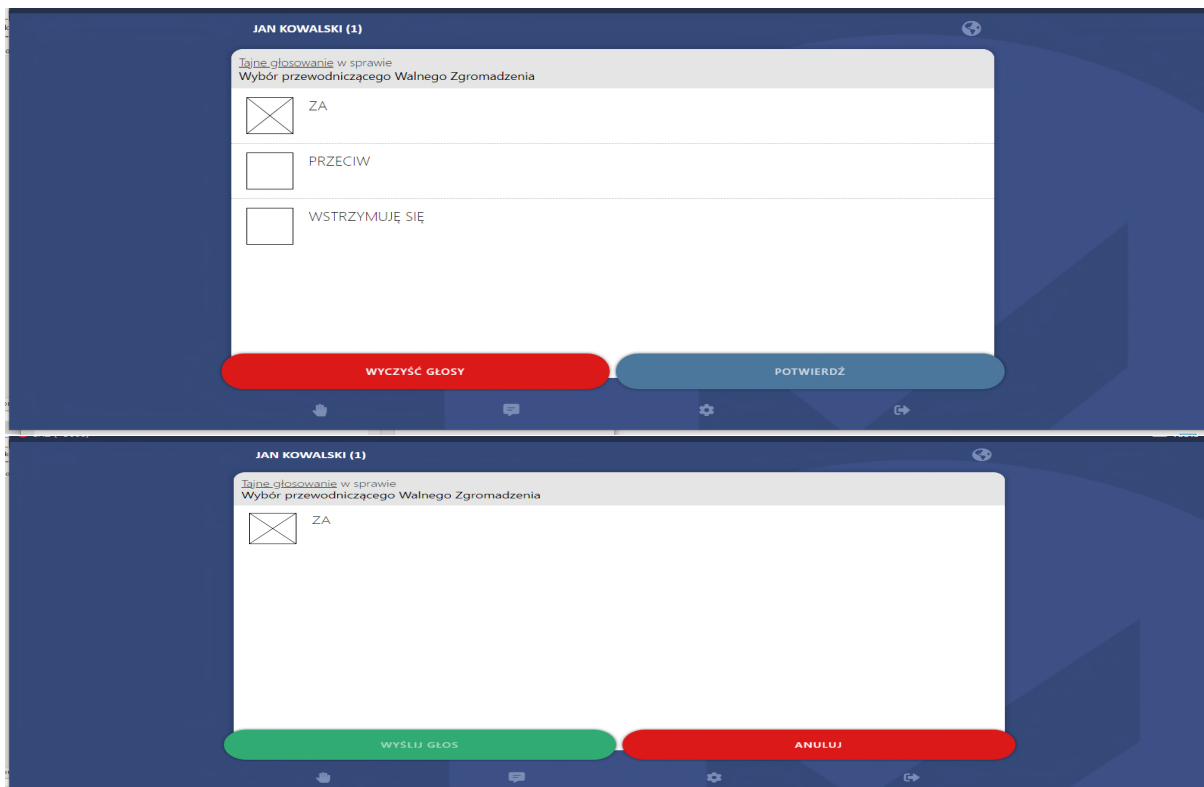 JAN KOWALSKI (1)
Tajne głosowanie w sprawie
Wybór przewodniczącego Walnego Zgromadzenia
ZA
PRZECIW
WSTRZYMUJĘ SIĘ
WYCZYŚĆ GŁOSY
POTWIERDŹ
JAN KOWALSKI (1)
Tajne głosowanie w sprawie
Wybór przewodniczącego Walnego Zgromadzenia
ZA
WYŚLIJ GŁOS
ANULUJ